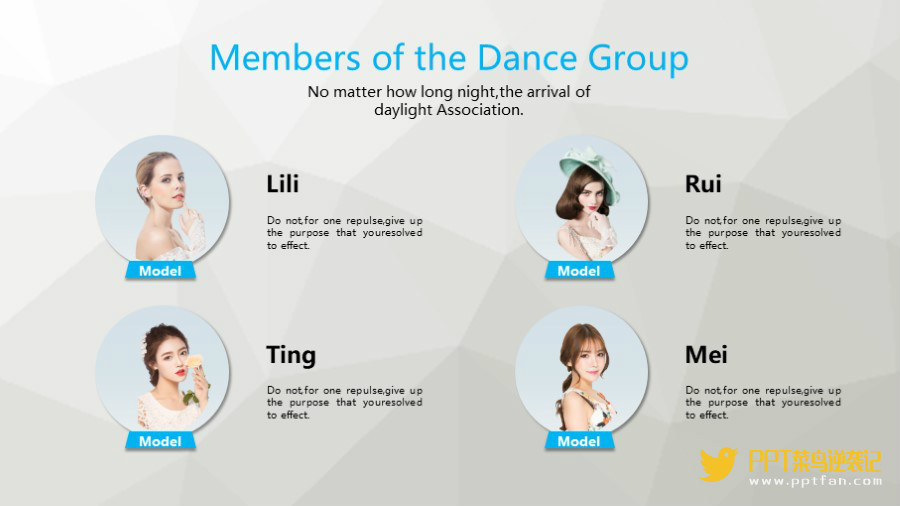 Members of the Dance Group
No matter how long night,the arrival of
daylight Association.
Lili
Do not,for one repulse,give up
the purpose that youresolved
to effect.
Model
Rui
Do not,for one repulse,give up
the purpose that youresolved
to effect.
Model
Ting
Do not,for one repulse,give up
the purpose that youresolved
to effect.
Model
Mei
Do not,for one repulse,give up
the purpose that youresolved
to effect.
Model
PPT菜鸟逆袭记
www.pptfan.com